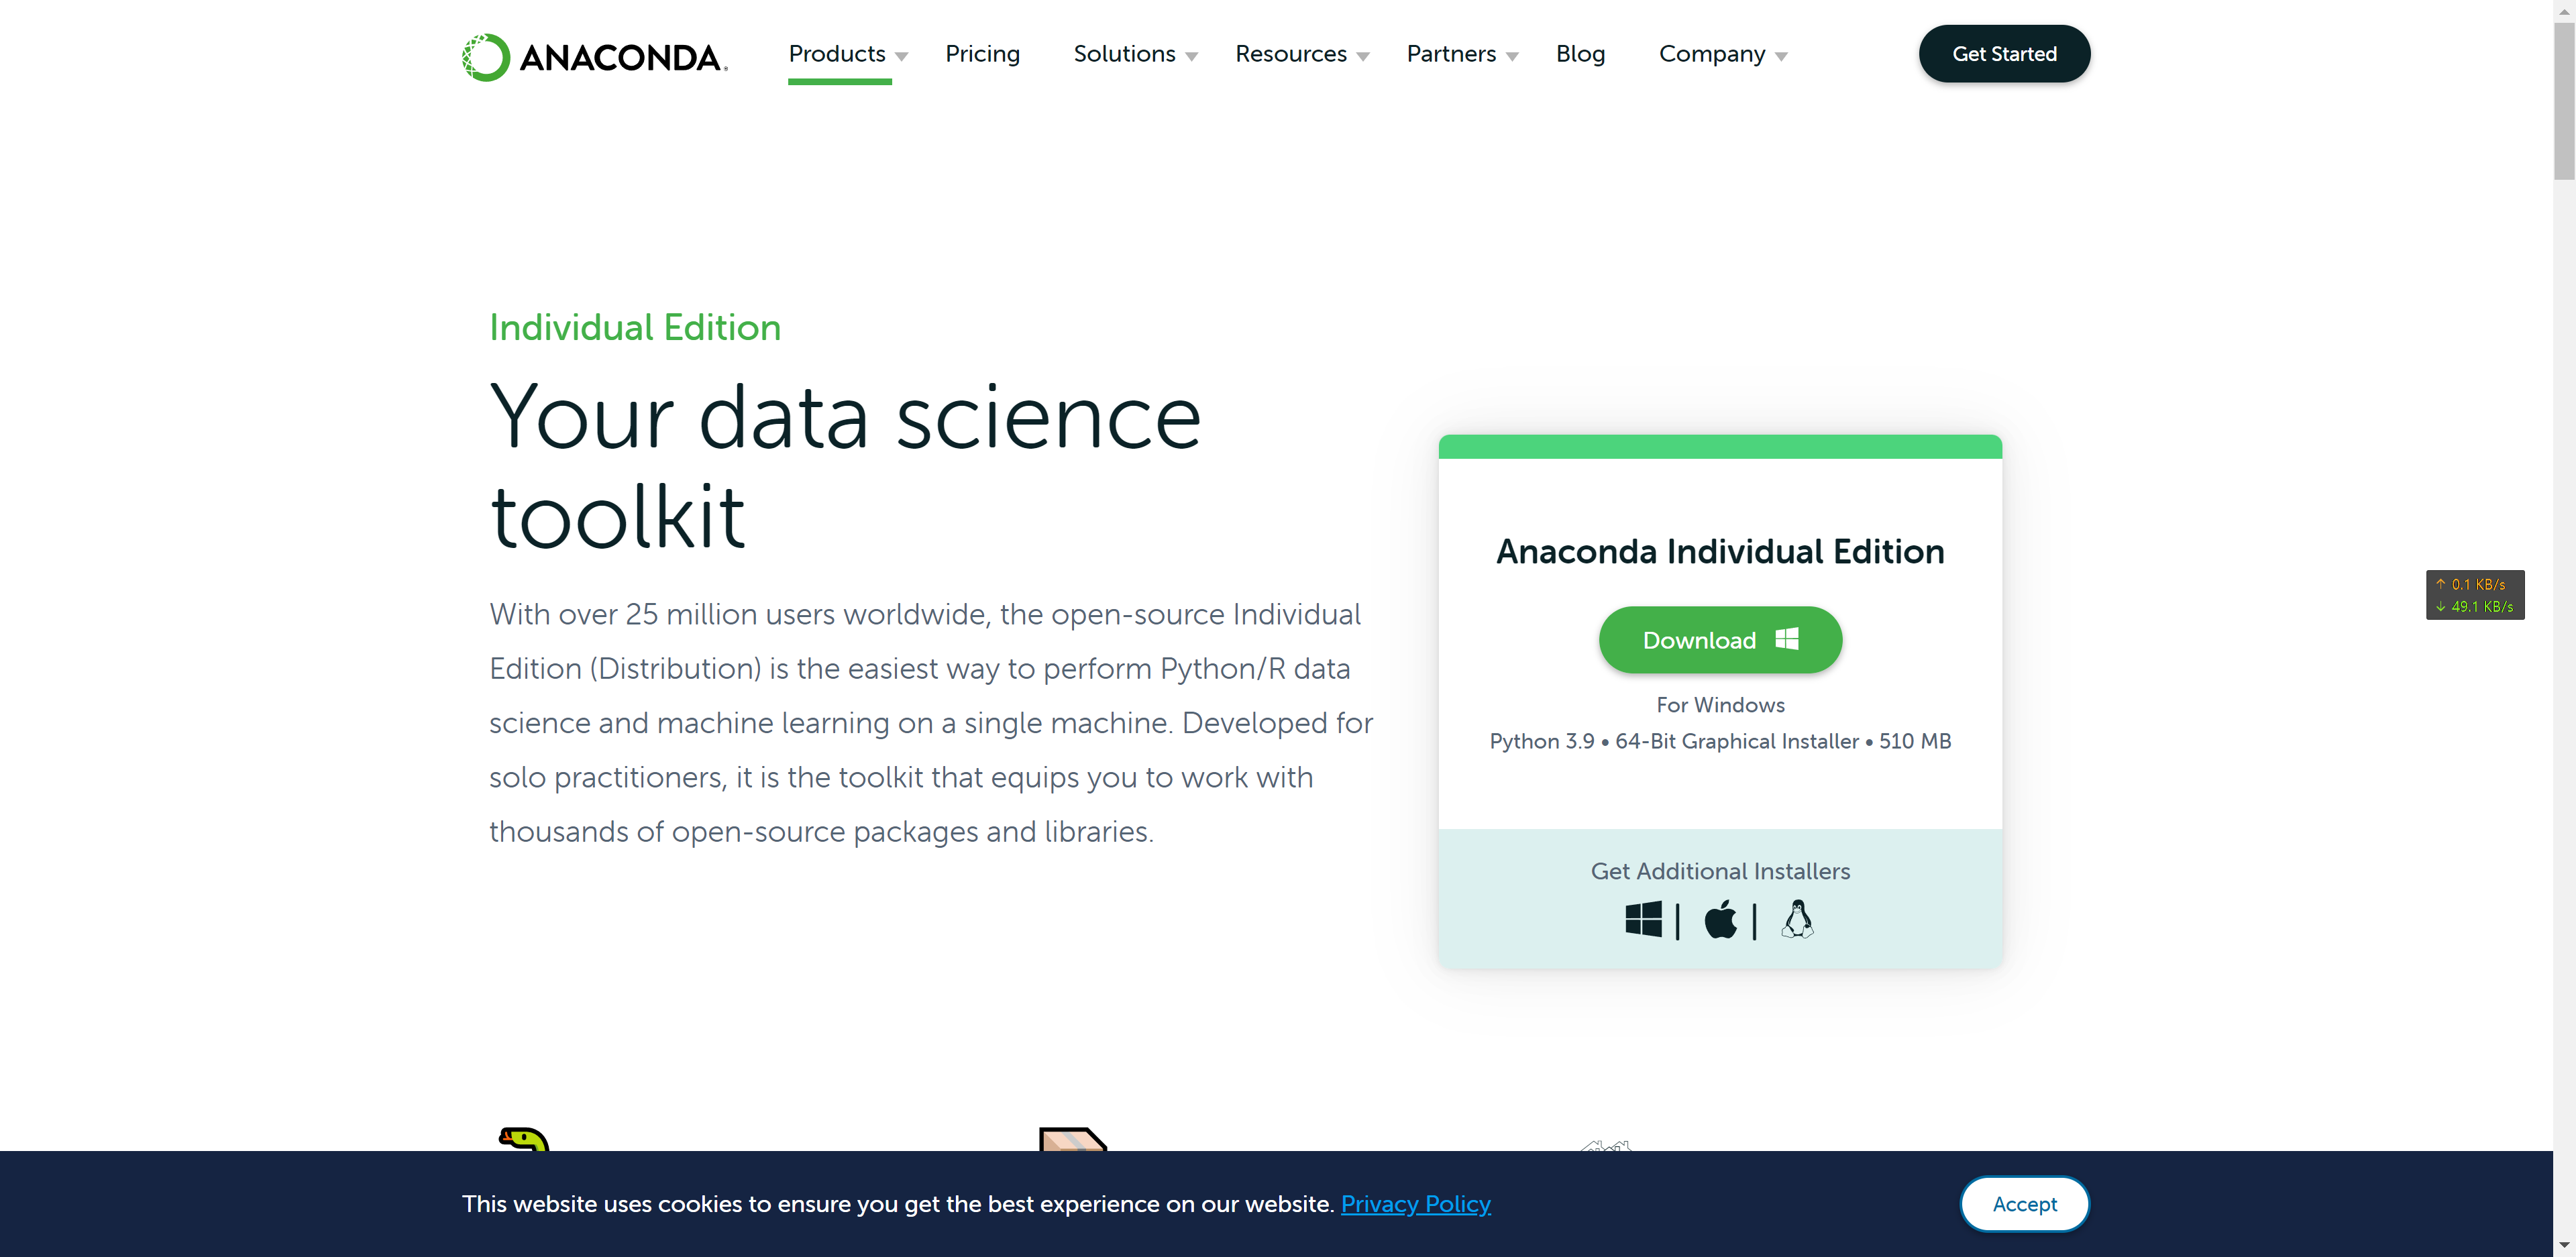 ANACONDA
Products Pricing Solutions Resources Partners Blog Company Get Started
Individual Edition
Your data science
toolkit
With over 25 million users worldwide, the open-source Individual
Edition (Distribution) is the easiest way to perform Python/R data
science and machine learning on a single machine. Developed for
solo practitioners, it is the toolkit that equips you to work with
thousands of open-source packages and libraries.
Anaconda Individual Edition
Download
For Windows
Python 3.9 • 64-Bit Graphical Installer • 510 MB
Get Additional Installers
↑ 0.1 KB/s
↓ 49.1 KB/s
This website uses cookies to ensure you get the best experience on our website. Privacy Policy
Accept